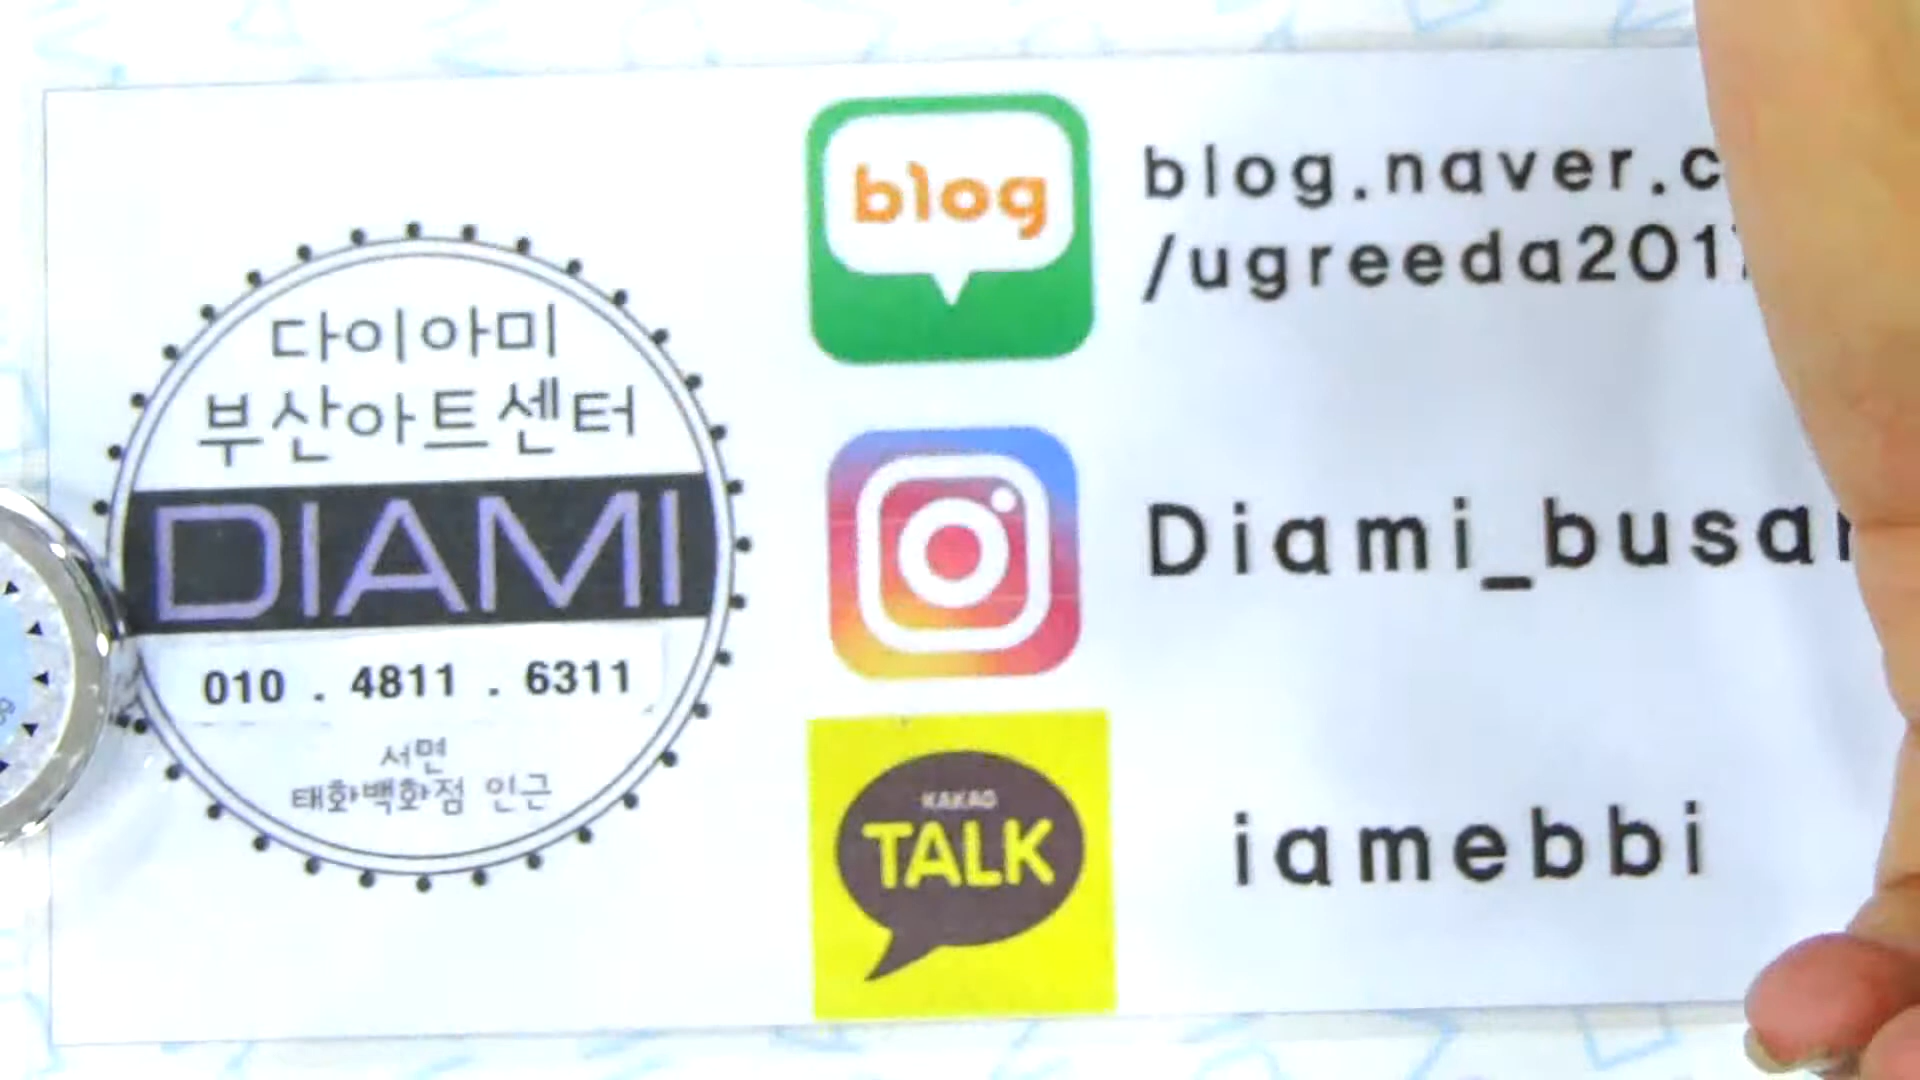 다이아미
부산아트센터
DIAMI
010 . 4811 . 6311
서면
태화백화점 인근
blog
blog.naver.c
/ugreeda201
Diami_busa
KAKAO
TALK
iamebbi